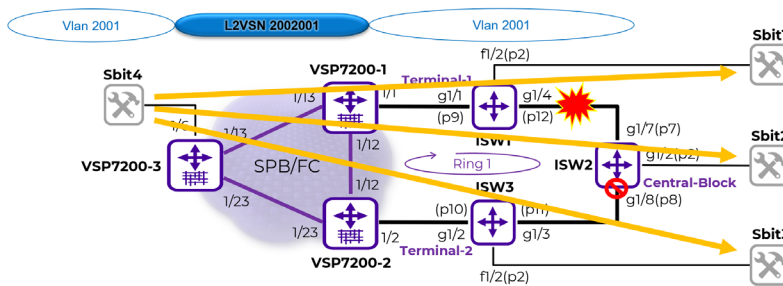 Vlan 2001
L2VSN 2002001
Vlan 2001
Sbit1
f1/2(p2)
Sbit4
VSP7200-1
Terminal-1
1/13
1/1
g1/1
g1/4
(p9)
(p12)
ISW1
1/6
1/13
g1/7(p7)
VSP7200-3
1/12
Sbit2
g1/2(p2)
SPB/FC
Ring 1
ISW2
ISW3
Central-Block
1/12
1/23
(p10)
(p11)
g1/8(p8)
1/23
1/2
g1/2
g1/3
Sbit3
Terminal-2
VSP7200-2
f1/2(p2)